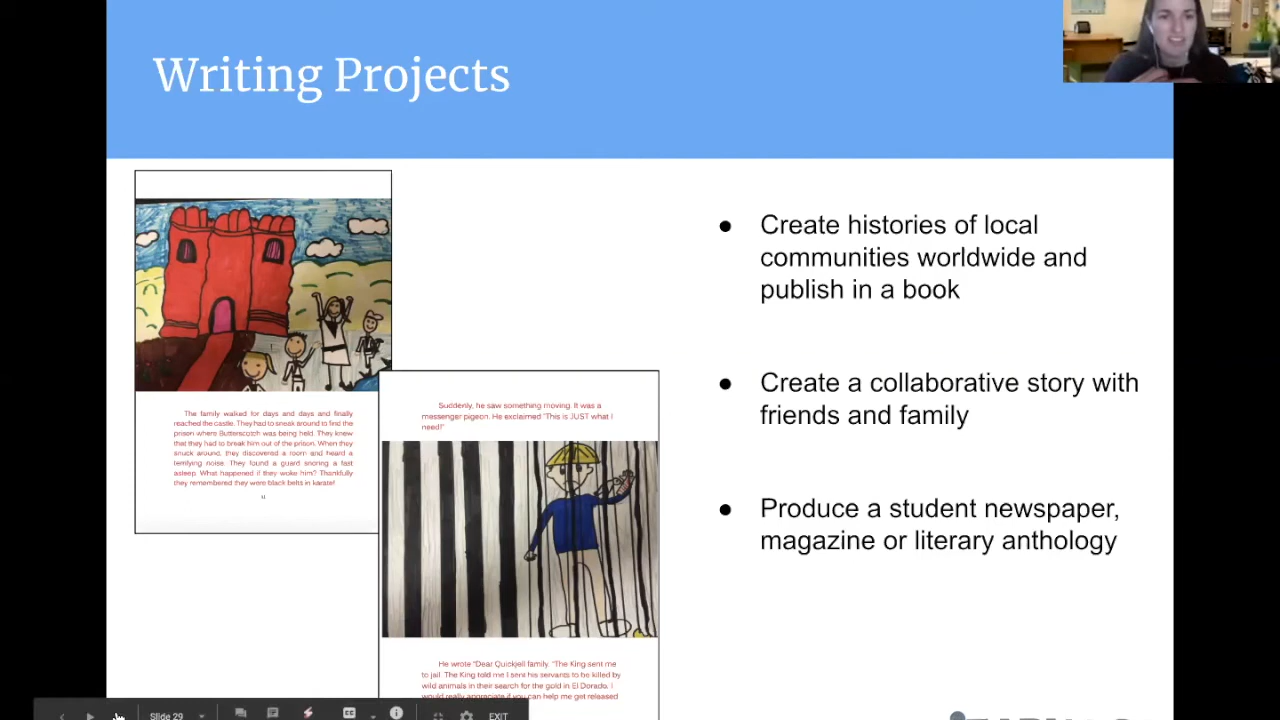 Writing Projects
The family walked for days and days and finally
reached the castle. They had to sneak around to find the
prison where Butterscotch was being held. They knew
that they had to break him out of the prison. When they
snuck around, they discovered a room and heard a
terrifying noise. They found a guard snoring a fast
asleep. What happened if they woke him? Thankfully
they remembered they were black belts in karate!
Suddenly, he saw something moving. It was a
messenger pigeon. He exclaimed "This is JUST what I
need!"
He wrote "Dear Quickjell family. "The King sent me
to jail. The King told me I sent his servants to be killed by
wild animals in their search for the gold in El Dorado. I
would really appreciate if you can help me get released
● Create histories of local
communities worldwide and
publish in a book
● Create a collaborative story with
friends and family
● Produce a student newspaper,
magazine or literary anthology
Slide 29
EXIT